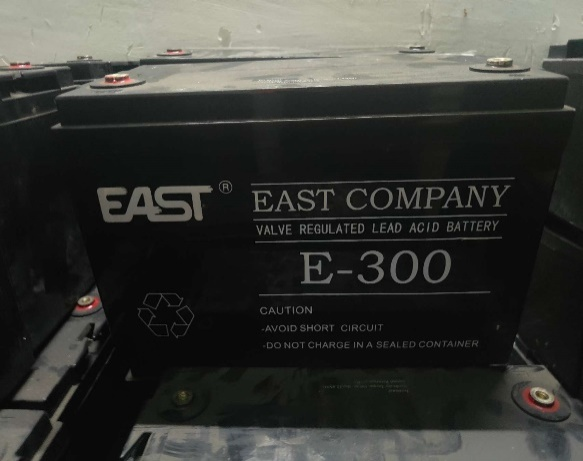 EAST ®
EAST COMPANY
VALVE REGULATED LEAD ACID BATTERY
E-300
CAUTION
-AVOID SHORT CIRCUIT
-DO NOT CHARGE IN A SEALED CONTAINER